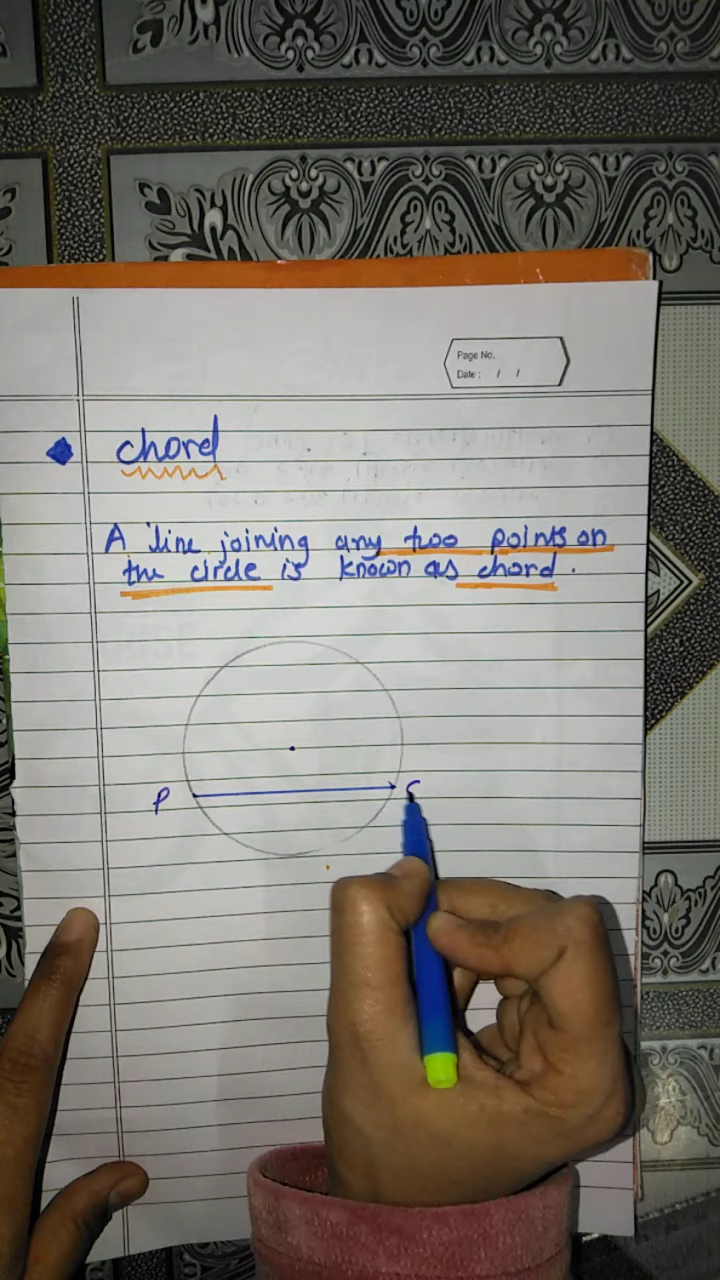 Page No.
Date : / /
chord
A line joining any two points on
the circle is known as chord.
P